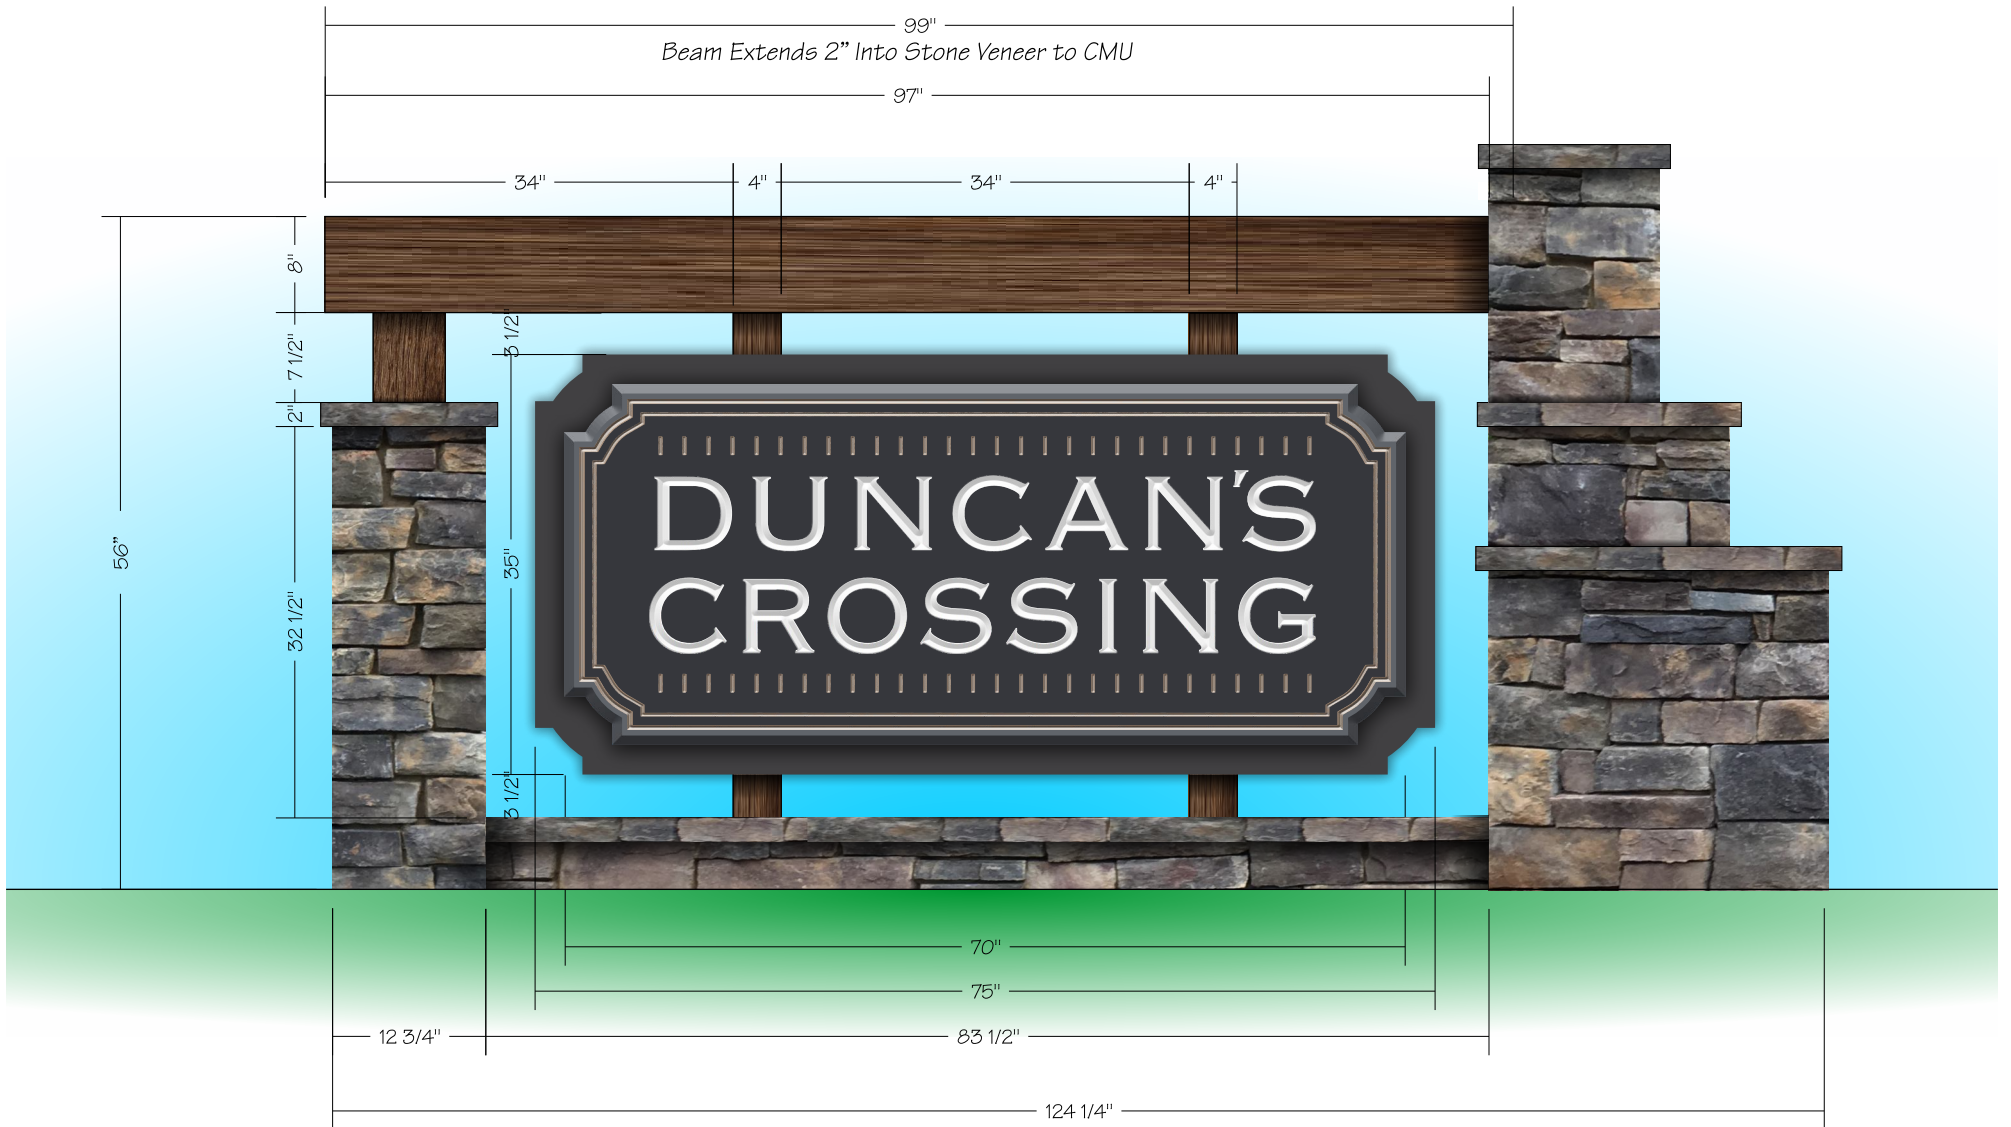 99"
Beam Extends 2” Into Stone Veneer to CMU
97"
34" 4" 34" 4"
8"
3 1/2"
7 1/2"
2"
DUNCAN'S
56”
35"
32 1/2"
CROSSING
3 1/2"
70"
75"
12 3/4" 83 1/2"
124 1/4"